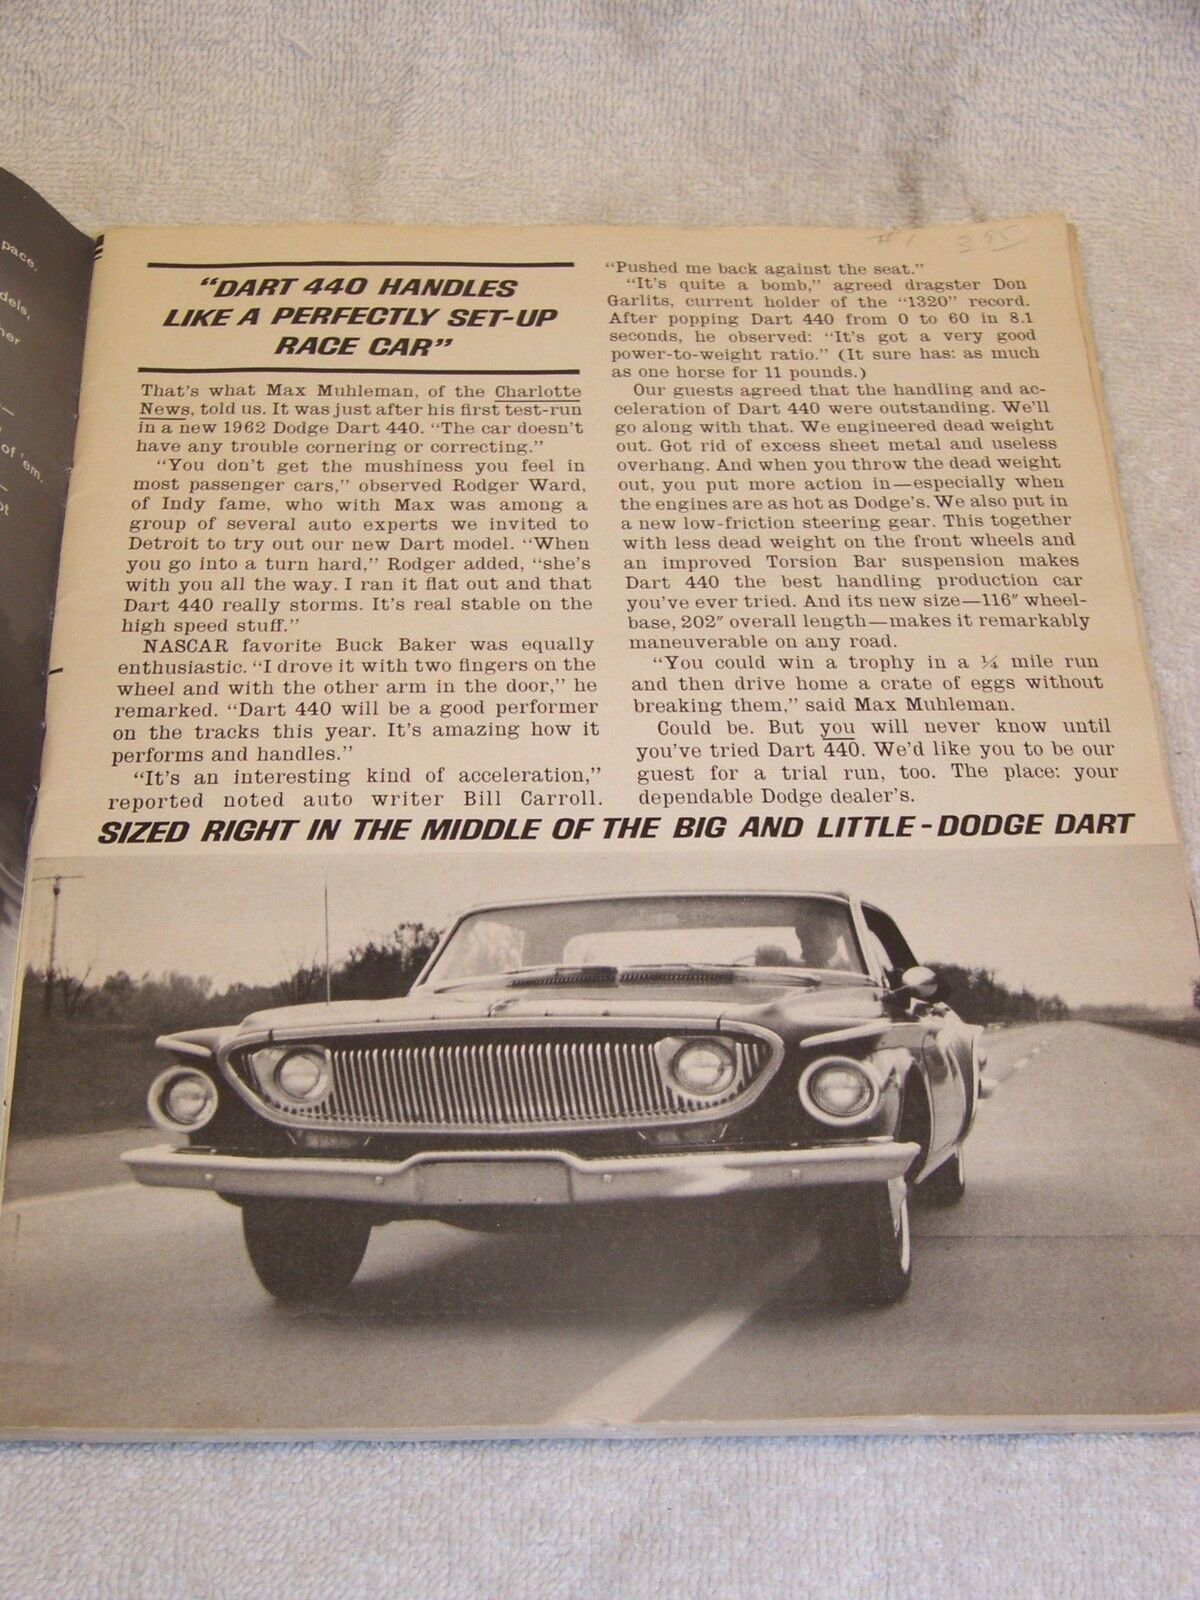 pace,
dels,
her
of 'em.
# 1 3 95
"DART 440 HANDLES
LIKE A PERFECTLY SET-UP
RACE CAR"
That's what Max Muhleman, of the Charlotte
News, told us. It was just after his first test-run
in a new 1962 Dodge Dart 440. "The car doesn't
have any trouble cornering or correcting."
"You don't get the mushiness you feel in
most passenger cars," observed Rodger Ward,
of Indy fame, who with Max was among a
group of several auto experts we invited to
Detroit to try out our new Dart model. "When
you go into a turn hard," Rodger added, "she's
with you all the way. I ran it flat out and that
Dart 440 really storms. It's real stable on the
high speed stuff."
NASCAR favorite Buck Baker was equally
enthusiastic. "I drove it with two fingers on the
wheel and with the other arm in the door," he
remarked. "Dart 440 will be a good performer
on the tracks this year. It's amazing how it
performs and handles."
"It's an interesting kind of acceleration,"
reported noted auto writer Bill Carroll.
"Pushed me back against the seat."
"It's quite a bomb," agreed dragster Don
Garlits, current holder of the "1320" record.
After popping Dart 440 from 0 to 60 in 8.1
seconds, he observed: "It's got a very good
power-to-weight ratio." (It sure has: as much
as one horse for 11 pounds.)
Our guests agreed that the handling and ac-
celeration of Dart 440 were outstanding. We'll
go along with that. We engineered dead weight
out. Got rid of excess sheet metal and useless
overhang. And when you throw the dead weight
out, you put more action in—especially when
the engines are as hot as Dodge's. We also put in
a new low-friction steering gear. This together
with less dead weight on the front wheels and
an improved Torsion Bar suspension makes
Dart 440 the best handling production car
you've ever tried. And its new size—116" wheel-
base, 202" overall length—makes it remarkably
maneuverable on any road.
"You could win a trophy in a ¼ mile run
and then drive home a crate of eggs without
breaking them," said Max Muhleman.
Could be. But you will never know until
you've tried Dart 440. We'd like you to be our
guest for a trial run, too. The place: your
dependable Dodge dealer's.
SIZED RIGHT IN THE MIDDLE OF THE BIG AND LITTLE-DODGE DART